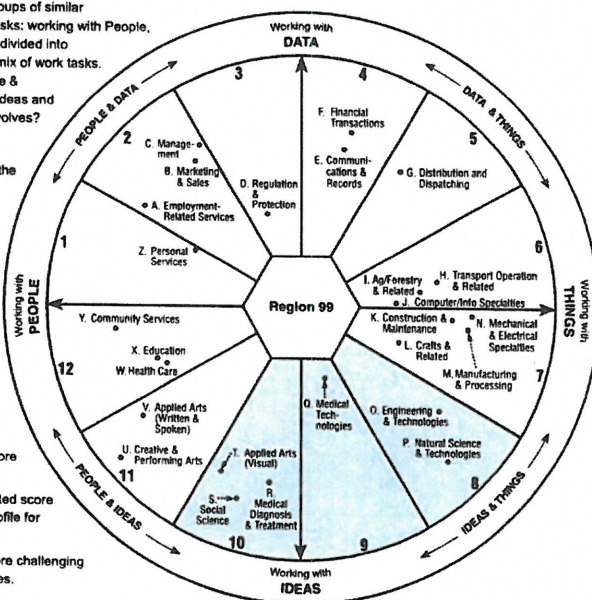 oups of similar
sks: working with People,
divided into
mix of work tasks.
e &
deas and
volves?
the
ore
ted score
ofile for
re challenging
es.
Working with
DATA
PEOPLE & DATA
DATA & THINGS
3
4
2
5
1
6
12
7
11
8
10
9
F. Financial
Transactions
E. Communi-
cations &
Records
G. Distribution and
Dispatching
C. Manage-
ment
B. Marketing
& Sales
D. Regulation
&
Protection
A. Employment-
Related Services
Z. Personal
Services
I. Ag/Forestry
& Related
H. Transport Operation
& Related
J. Computer/Info Specialties
Working with
PEOPLE
Region 99
Working with
THINGS
K. Construction &
Maintenance
N. Mechanical
& Electrical
Specialties
L. Crafts &
Related
M. Manufacturing
& Processing
Y. Community Services
X. Education
W. Health Care
V. Applied Arts
(Written &
Spoken)
U. Creative &
Performing Arts
Q. Medical
Tech-
nologies
O. Engineering
& Technologies
P. Natural Science
& Technologies
T. Applied Arts
(Visual)
S.
Social
Science
R.
Medical
Diagnosis
& Treatment
PEOPLE & IDEAS
IDEAS & THINGS
Working with
IDEAS